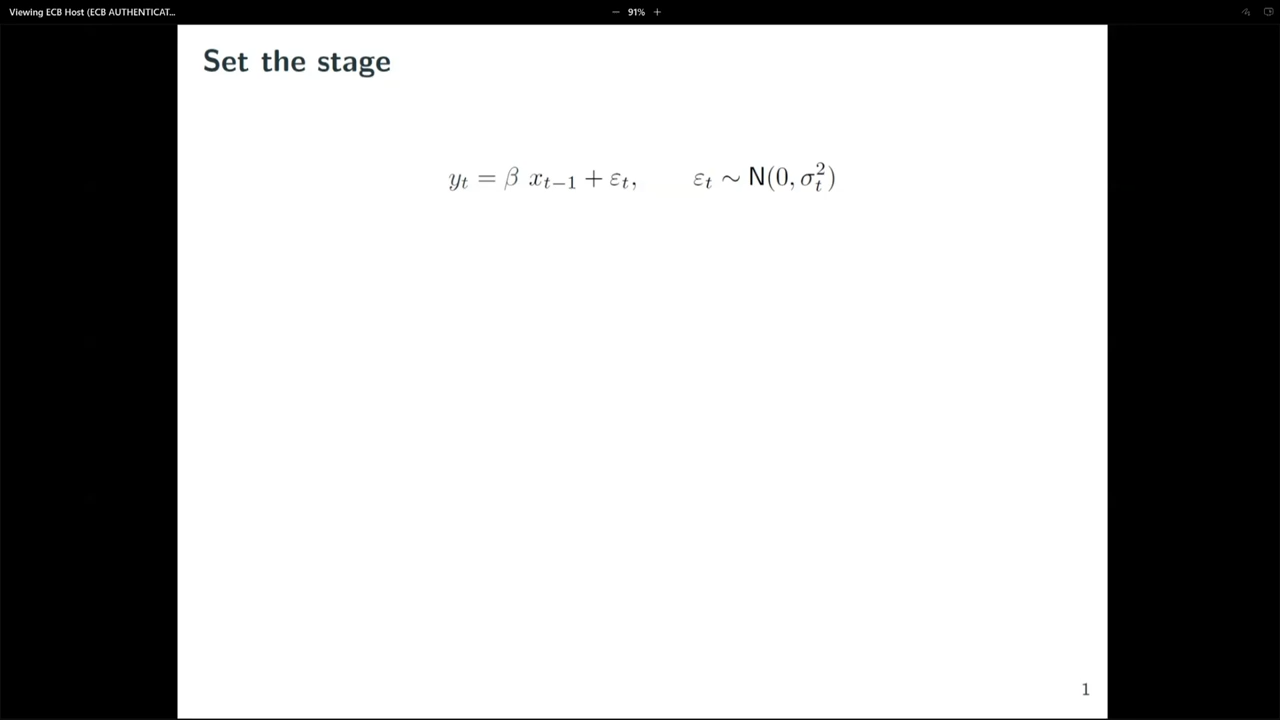 Viewing ECB Host (ECB AUTHENTICAT...
− 91% +
Set the stage
y_t = β x_{t−1} + ε_t, ε_t ∼ N(0, σ_t^2)
1